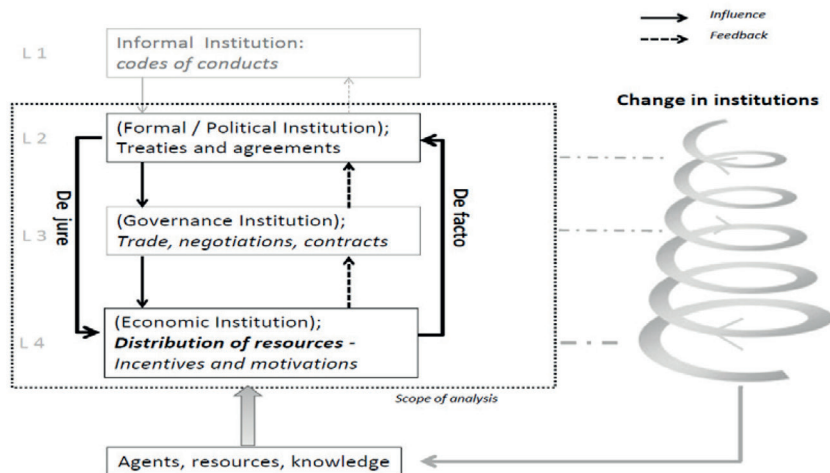 Influence
Feedback
L 1
Informal Institution:
codes of conducts
Change in institutions
L 2
(Formal / Political Institution);
Treaties and agreements
De jure
De facto
L 3
(Governance Institution);
Trade, negotiations, contracts
L 4
(Economic Institution);
Distribution of resources -
Incentives and motivations
Scope of analysis
Agents, resources, knowledge